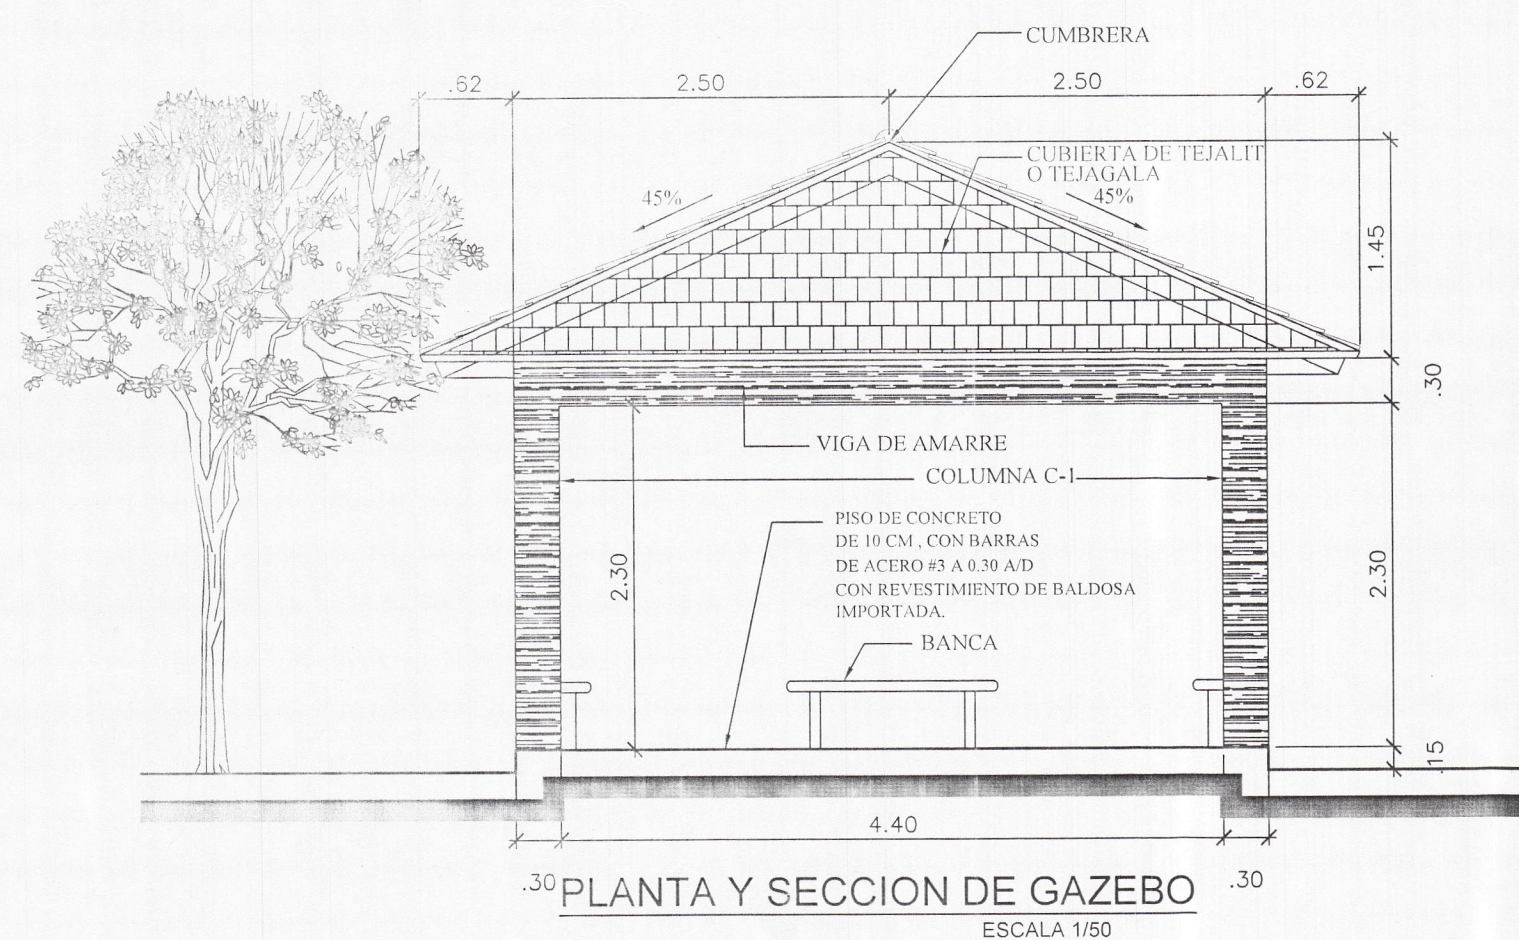 CUMBRERA
.62
2.50
2.50
.62
CUBIERTA DE TEJALIT
O TEJAGALA
45%
45%
1.45
.30
VIGA DE AMARRE
COLUMNA C-1
PISO DE CONCRETO
DE 10 CM , CON BARRAS
DE ACERO #3 A 0.30 A/D
CON REVESTIMIENTO DE BALDOSA
IMPORTADA.
2.30
2.30
BANCA
.15
4.40
.30
.30
PLANTA Y SECCION DE GAZEBO
ESCALA 1/50